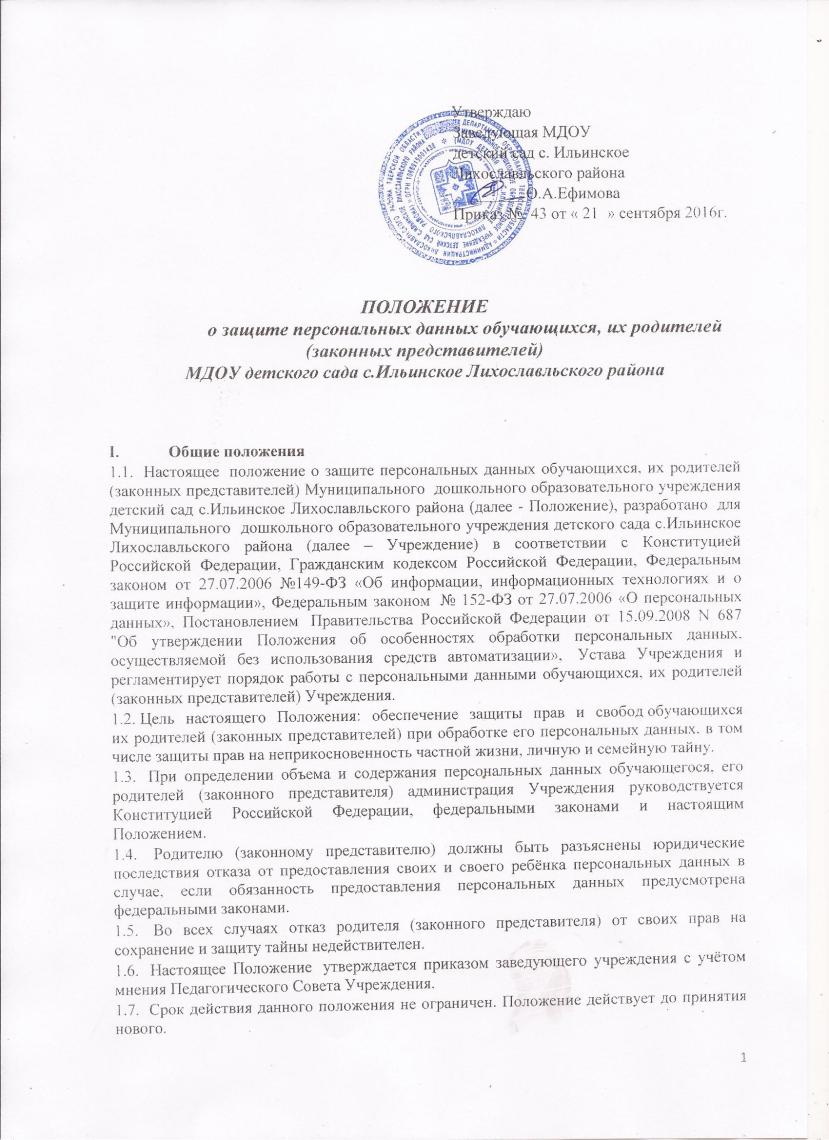 Утверждаю
Заведующая МДОУ
детский сад с. Ильинское
Лихославльского района
О.А.Ефимова
Приказ № 43 от « 21 » сентября 2016г.
ПОЛОЖЕНИЕ
о защите персональных данных обучающихся, их родителей
(законных представителей)
МДОУ детского сада с.Ильинское Лихославльского района
I. Общие положения
1.1. Настоящее положение о защите персональных данных обучающихся, их родителей
(законных представителей) Муниципального дошкольного образовательного учреждения
детский сад с.Ильинское Лихославльского района (далее - Положение), разработано для
Муниципального дошкольного образовательного учреждения детского сада с.Ильинское
Лихославльского района (далее – Учреждение) в соответствии с Конституцией
Российской Федерации, Гражданским кодексом Российской Федерации, Федеральным
законом от 27.07.2006 №149-ФЗ «Об информации, информационных технологиях и о
защите информации», Федеральным законом № 152-ФЗ от 27.07.2006 «О персональных
данных», Постановлением Правительства Российской Федерации от 15.09.2008 N 687
"Об утверждении Положения об особенностях обработки персональных данных,
осуществляемой без использования средств автоматизации», Устава Учреждения и
регламентирует порядок работы с персональными данными обучающихся, их родителей
(законных представителей) Учреждения.
1.2. Цель настоящего Положения: обеспечение защиты прав и свобод обучающихся
их родителей (законных представителей) при обработке его персональных данных, в том
числе защиты прав на неприкосновенность частной жизни, личную и семейную тайну.
1.3. При определении объема и содержания персональных данных обучающегося, его
родителей (законного представителя) администрация Учреждения руководствуется
Конституцией Российской Федерации, федеральными законами и настоящим
Положением.
1.4. Родителю (законному представителю) должны быть разъяснены юридические
последствия отказа от предоставления своих и своего ребёнка персональных данных в
случае, если обязанность предоставления персональных данных предусмотрена
федеральными законами.
1.5. Во всех случаях отказ родителя (законного представителя) от своих прав на
сохранение и защиту тайны недействителен.
1.6. Настоящее Положение утверждается приказом заведующего учреждения с учётом
мнения Педагогического Совета Учреждения.
1.7. Срок действия данного положения не ограничен. Положение действует до принятия
нового.
1